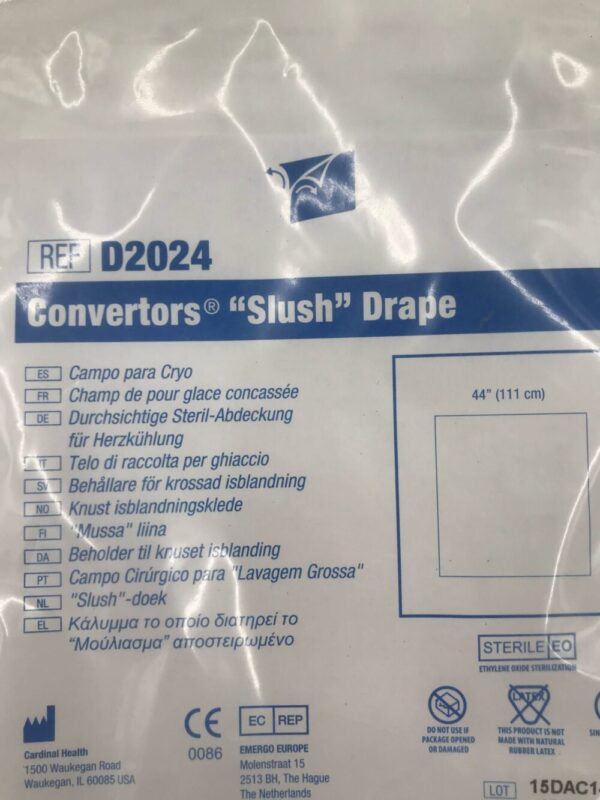 REF D2024
Convertors® “Slush” Drape
ES Campo para Cryo
FR Champ de pour glace concassée
DE Durchsichtige Steril-Abdeckung
für Herzkühlung
IT Telo di raccolta per ghiaccio
SV Behållare för krossad isblandning
NO Knust isblandningsklede
FI "Mussa" liina
DA Beholder til knuset isblanding
PT Campo Cirúrgico para "Lavagem Grossa"
NL "Slush"-doek
EL Κάλυμμα το οποίο διατηρεί το
“Μούλιασμα” αποστειρωμένο
44" (111 cm)
STERILE EO
ETHYLENE OXIDE STERILIZATION
DO NOT USE IF
PACKAGE OPENED
OR DAMAGED
LATEX
THIS PRODUCT IS NOT
MADE WITH NATURAL
RUBBER LATEX
Cardinal Health
1500 Waukegan Road
Waukegan, IL 60085 USA
CE
0086
EC REP
EMERGO EUROPE
Molenstraat 15
2513 BH, The Hague
The Netherlands
LOT 15DAC14